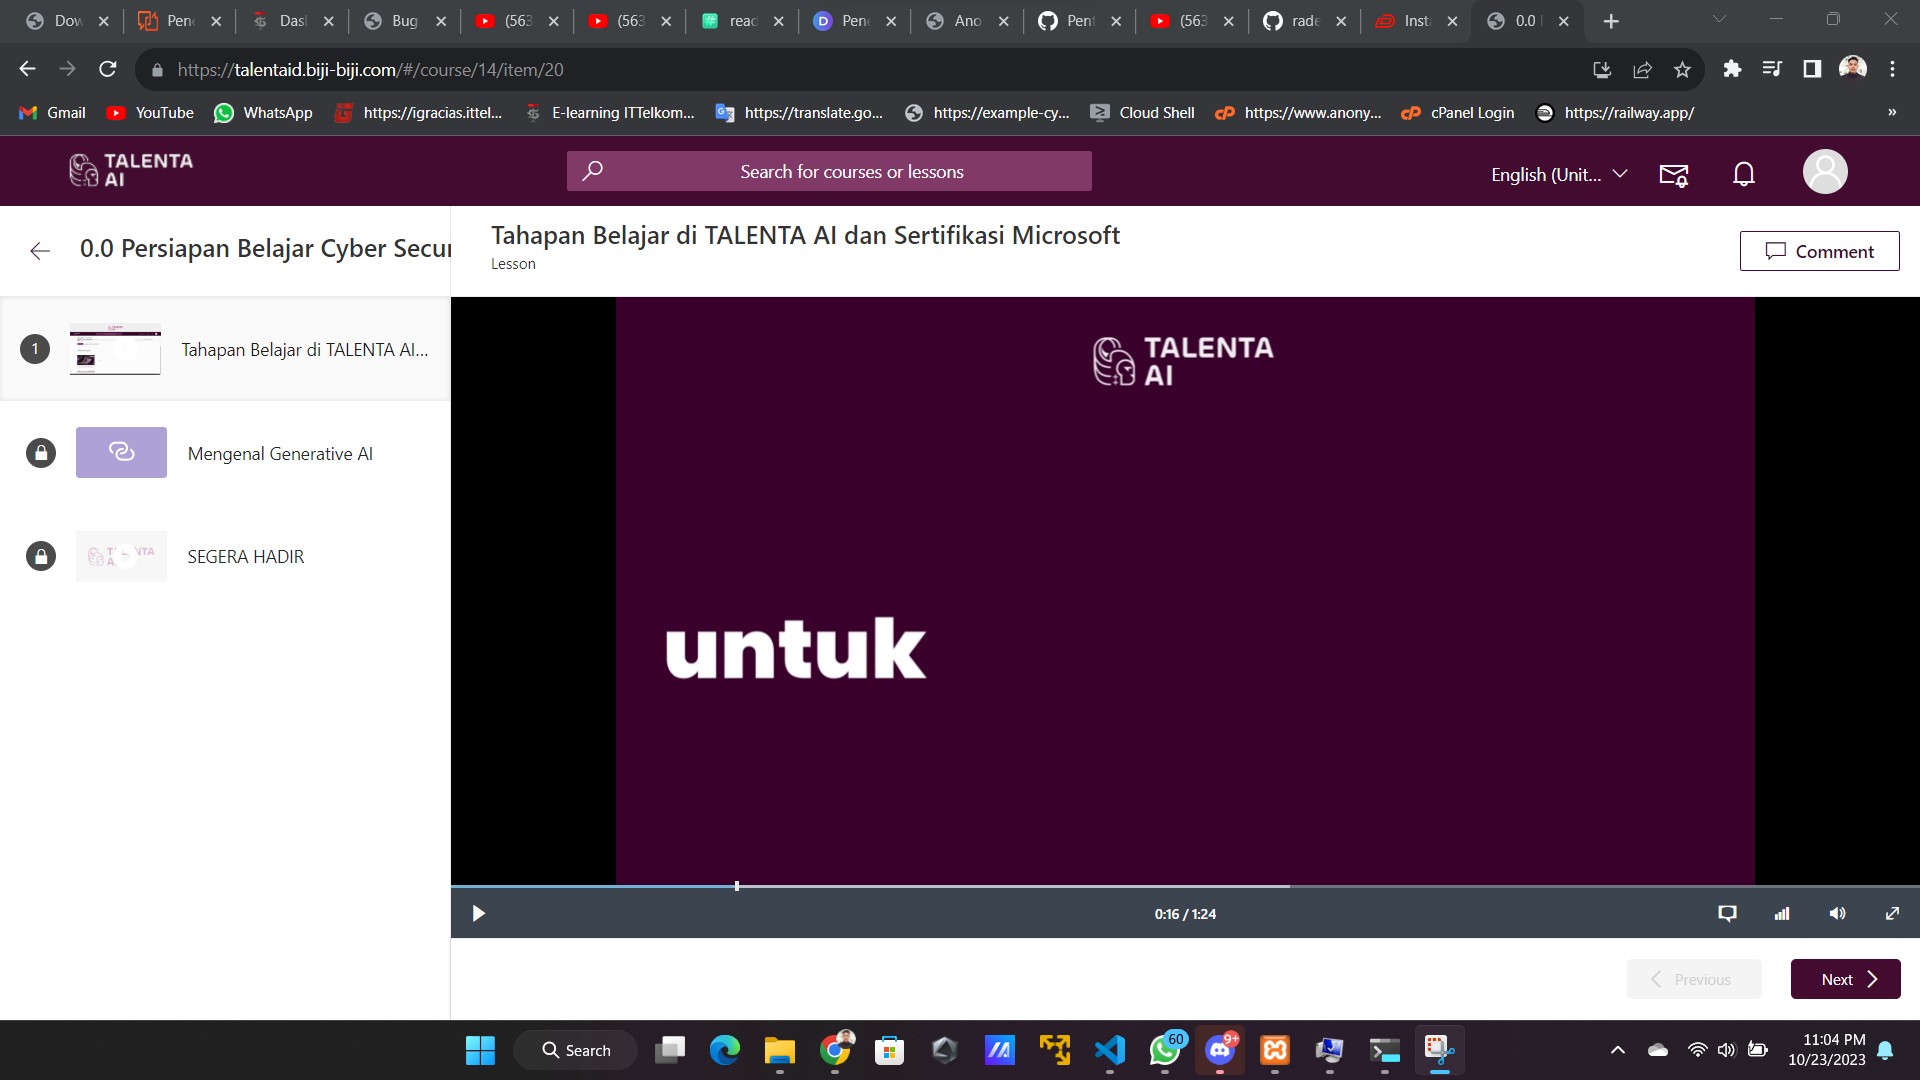 Dow
Pen
Das
Bug
(563
(563
read
Pen
Ano
Pent
(563
rade
Inst
0.0
https://talentaid.biji-biji.com/#/course/14/item/20
Gmail
YouTube
WhatsApp
https://igracias.ittel...
E-learning ITTelkom...
https://translate.go...
https://example-cy...
Cloud Shell
https://www.anony...
cPanel Login
https://railway.app/
»
TALENTA
AI
Search for courses or lessons
English (Unit...
0.0 Persiapan Belajar Cyber Secur
Tahapan Belajar di TALENTA AI dan Sertifikasi Microsoft
Lesson
Comment
1
Tahapan Belajar di TALENTA AI...
Mengenal Generative AI
SEGERA HADIR
TALENTA
AI
untuk
0:16 / 1:24
Previous
Next
Search
60
9+
11:04 PM
10/23/2023